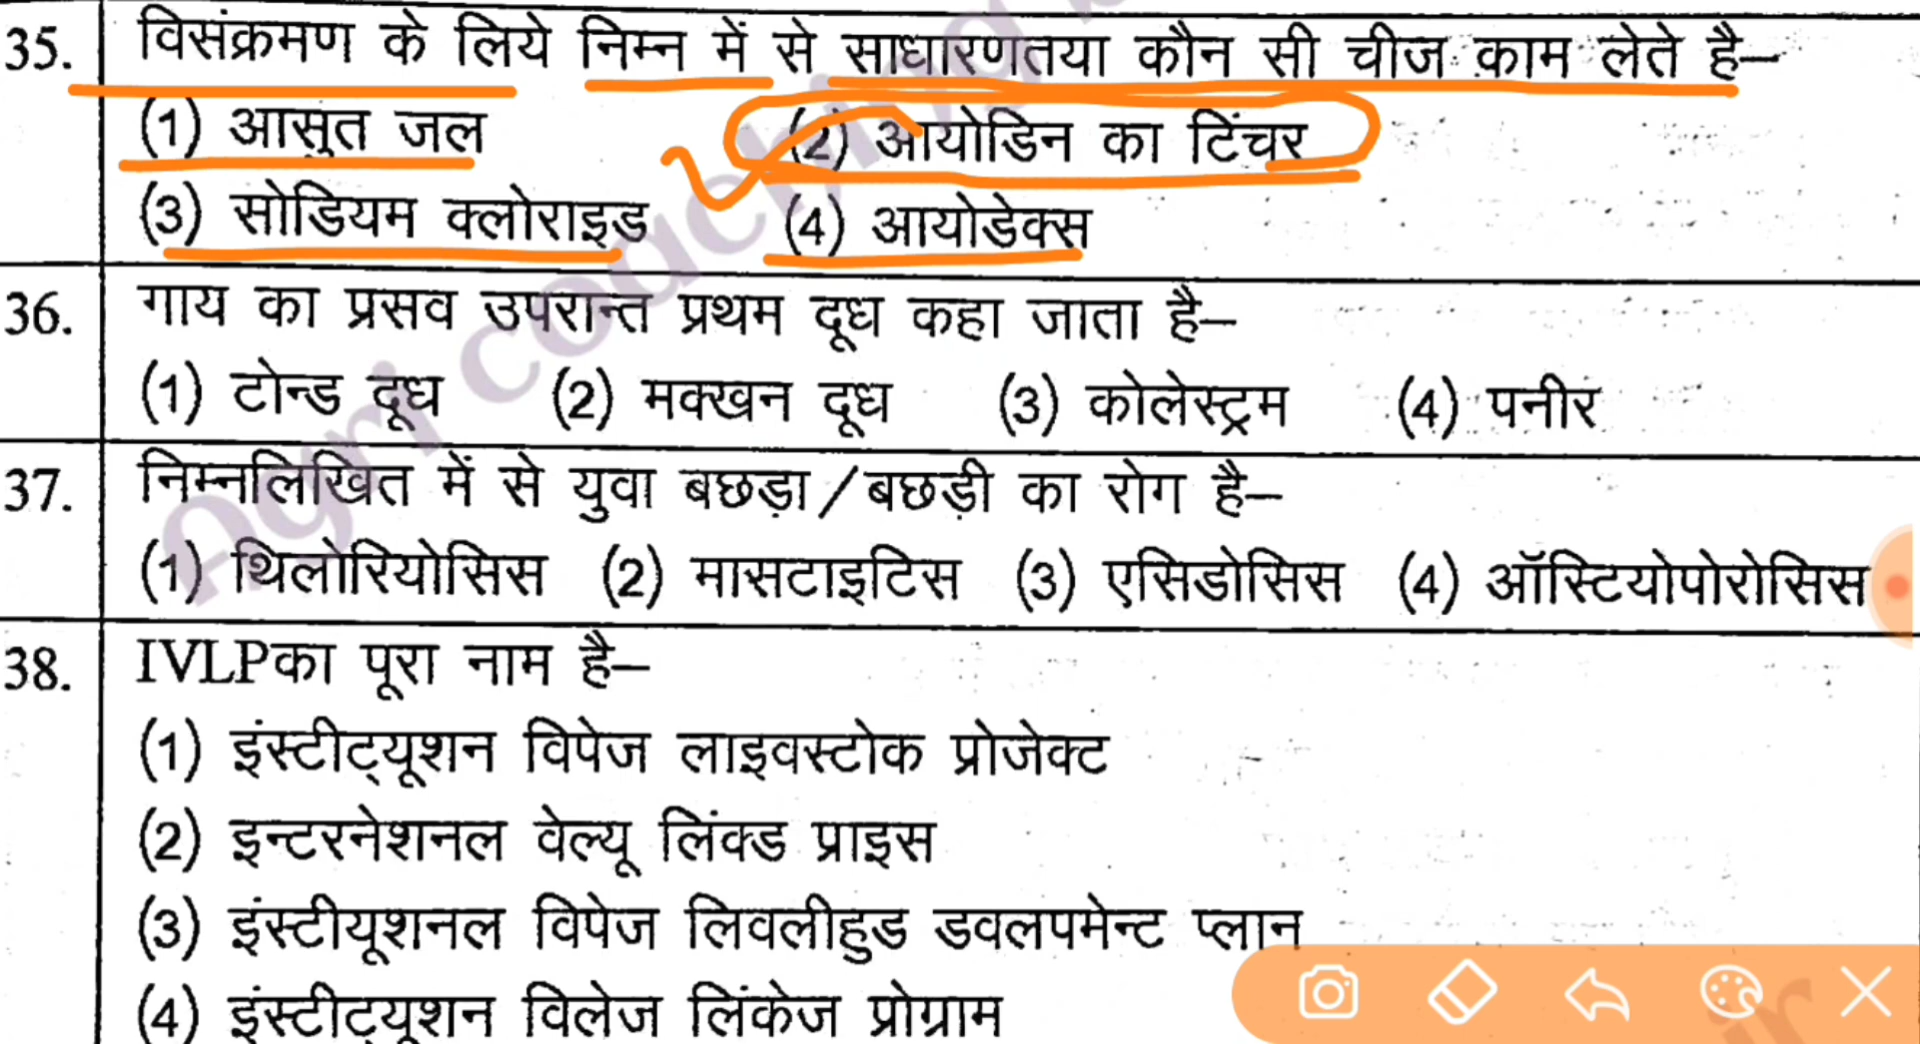 35. विसंक्रमण के लिये निम्न में से साधारणतया कौन सी चीज काम लेते है–
(1) आसुत जल (2) आयोडिन का टिंचर
(3) सोडियम क्लोराइड (4) आयोडेक्स
36. गाय का प्रसव उपरान्त प्रथम दूध कहा जाता है–
(1) टोन्ड दूध (2) मक्खन दूध (3) कोलेस्ट्रम (4) पनीर
37. निम्नलिखित में से युवा बछड़ा/बछड़ी का रोग है–
(1) थिलोरियोसिस (2) मासटाइटिस (3) एसिडोसिस (4) ऑस्टियोपोरोसिस
38. IVLPका पूरा नाम है–
(1) इंस्टीट्यूशन विपेज लाइवस्टोक प्रोजेक्ट
(2) इन्टरनेशनल वेल्यू लिंक्ड प्राइस
(3) इंस्टीयूशनल विपेज लिवलीहुड डवलपमेन्ट प्लान
(4) इंस्टीट्यूशन विलेज लिंकेज प्रोग्राम
Agri coaching